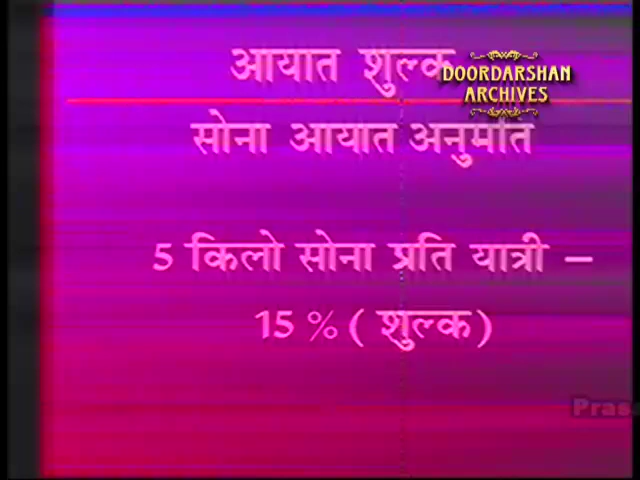 आयात शुल्क
DOORDARSHAN
ARCHIVES
सोना आयात अनुमति
5 किलो सोना प्रति यात्री –
15 % ( शुल्क )